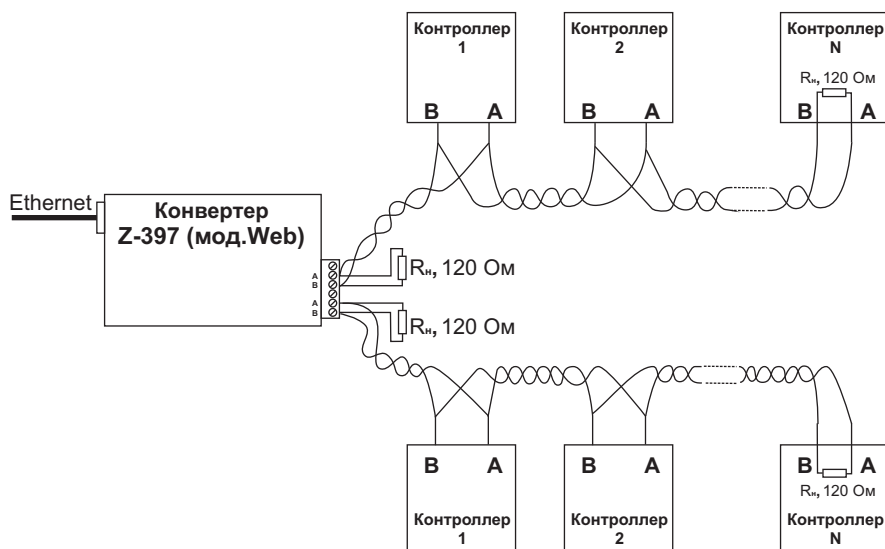 Контроллер
1
B A
Контроллер
2
B A
Контроллер
N
Rн, 120 Ом
B A
Ethernet
Конвертер
Z-397 (мод.Web)
A
B
A
B
Rн, 120 Ом
Rн, 120 Ом
B A
Контроллер
1
B A
Контроллер
2
B A
Rн, 120 Ом
Контроллер
N